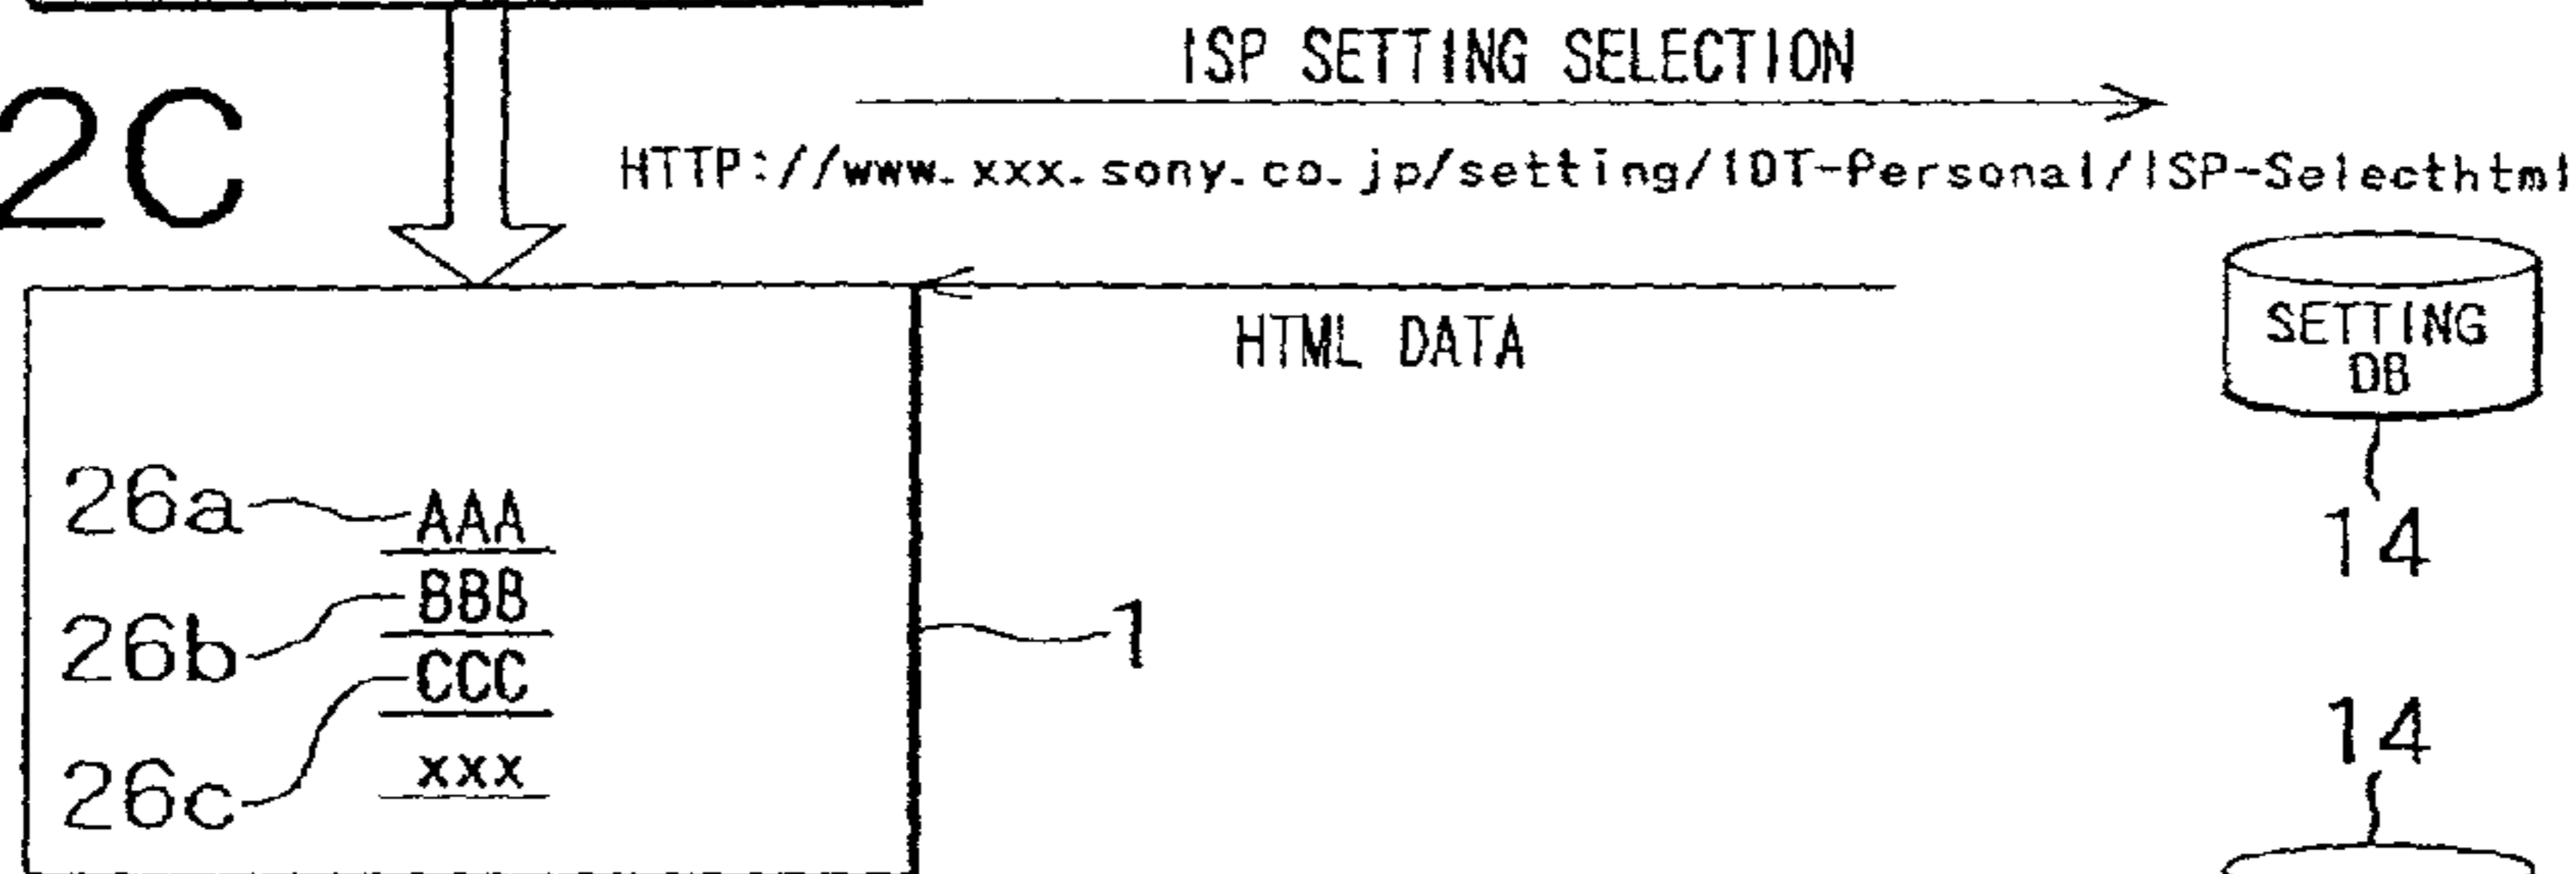 2C
ISP SETTING SELECTION
HTTP://www.xxx.sony.co.jp/setting/IDT-Personal/ISP-Selecthtml
HTML DATA
SETTING
DB
14
26a
AAA
26b
BBB
26c
CCC
xxx
1
14